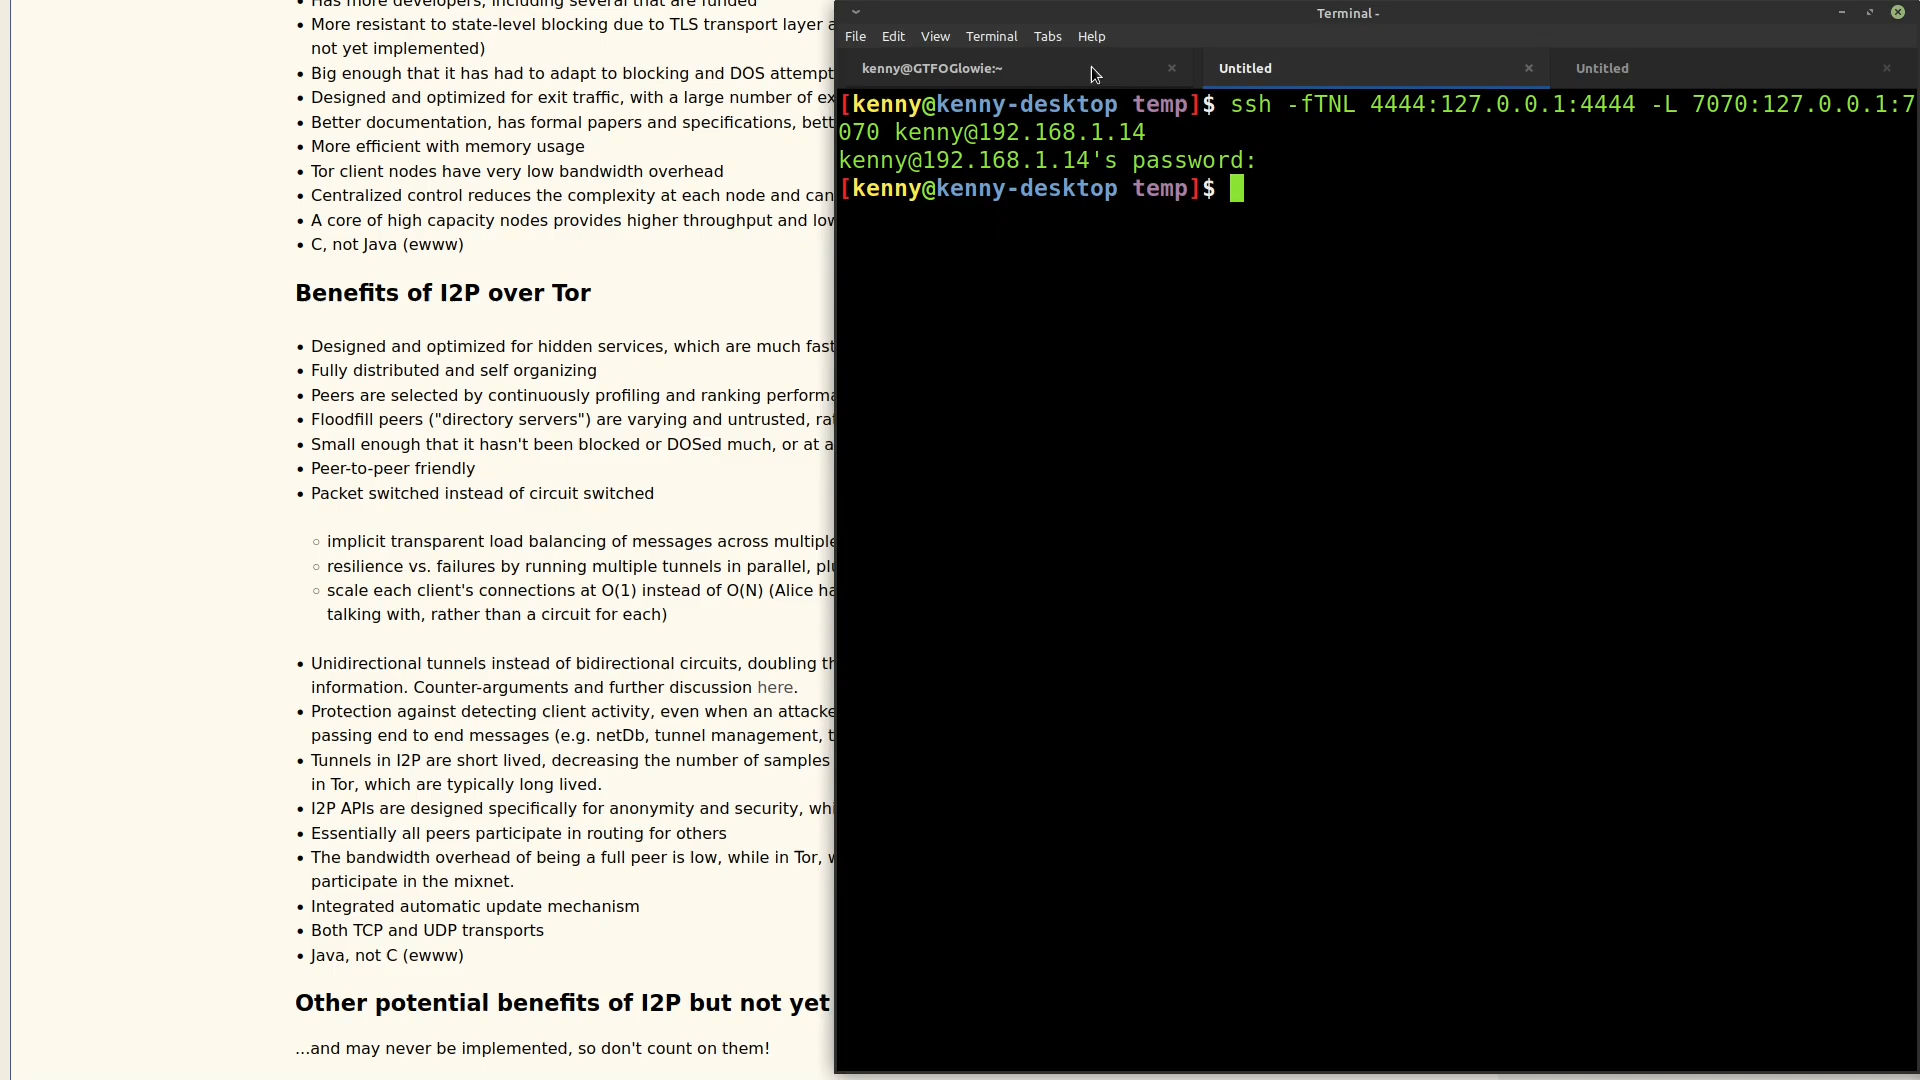 Has more developers, including several that are funded
More resistant to state-level blocking due to TLS transport layer a
not yet implemented)
Big enough that it has had to adapt to blocking and DOS attempt
Designed and optimized for exit traffic, with a large number of ex
Better documentation, has formal papers and specifications, bett
More efficient with memory usage
Tor client nodes have very low bandwidth overhead
Centralized control reduces the complexity at each node and can
A core of high capacity nodes provides higher throughput and low
C, not Java (ewww)
Benefits of I2P over Tor
Designed and optimized for hidden services, which are much fast
Fully distributed and self organizing
Peers are selected by continuously profiling and ranking performa
Floodfill peers ("directory servers") are varying and untrusted, rat
Small enough that it hasn't been blocked or DOSed much, or at a
Peer-to-peer friendly
Packet switched instead of circuit switched
implicit transparent load balancing of messages across multiple
resilience vs. failures by running multiple tunnels in parallel, plu
scale each client's connections at O(1) instead of O(N) (Alice ha
talking with, rather than a circuit for each)
Unidirectional tunnels instead of bidirectional circuits, doubling th
information. Counter-arguments and further discussion here.
Protection against detecting client activity, even when an attacke
passing end to end messages (e.g. netDb, tunnel management, t
Tunnels in I2P are short lived, decreasing the number of samples
in Tor, which are typically long lived.
I2P APIs are designed specifically for anonymity and security, whi
Essentially all peers participate in routing for others
The bandwidth overhead of being a full peer is low, while in Tor, w
participate in the mixnet.
Integrated automatic update mechanism
Both TCP and UDP transports
Java, not C (ewww)
Other potential benefits of I2P but not yet
...and may never be implemented, so don't count on them!
Terminal -
File Edit View Terminal Tabs Help
kenny@GTFOGlowie:~ Untitled Untitled
[kenny@kenny-desktop temp]$ ssh -fTNL 4444:127.0.0.1:4444 -L 7070:127.0.0.1:7
070 kenny@192.168.1.14
kenny@192.168.1.14's password:
[kenny@kenny-desktop temp]$